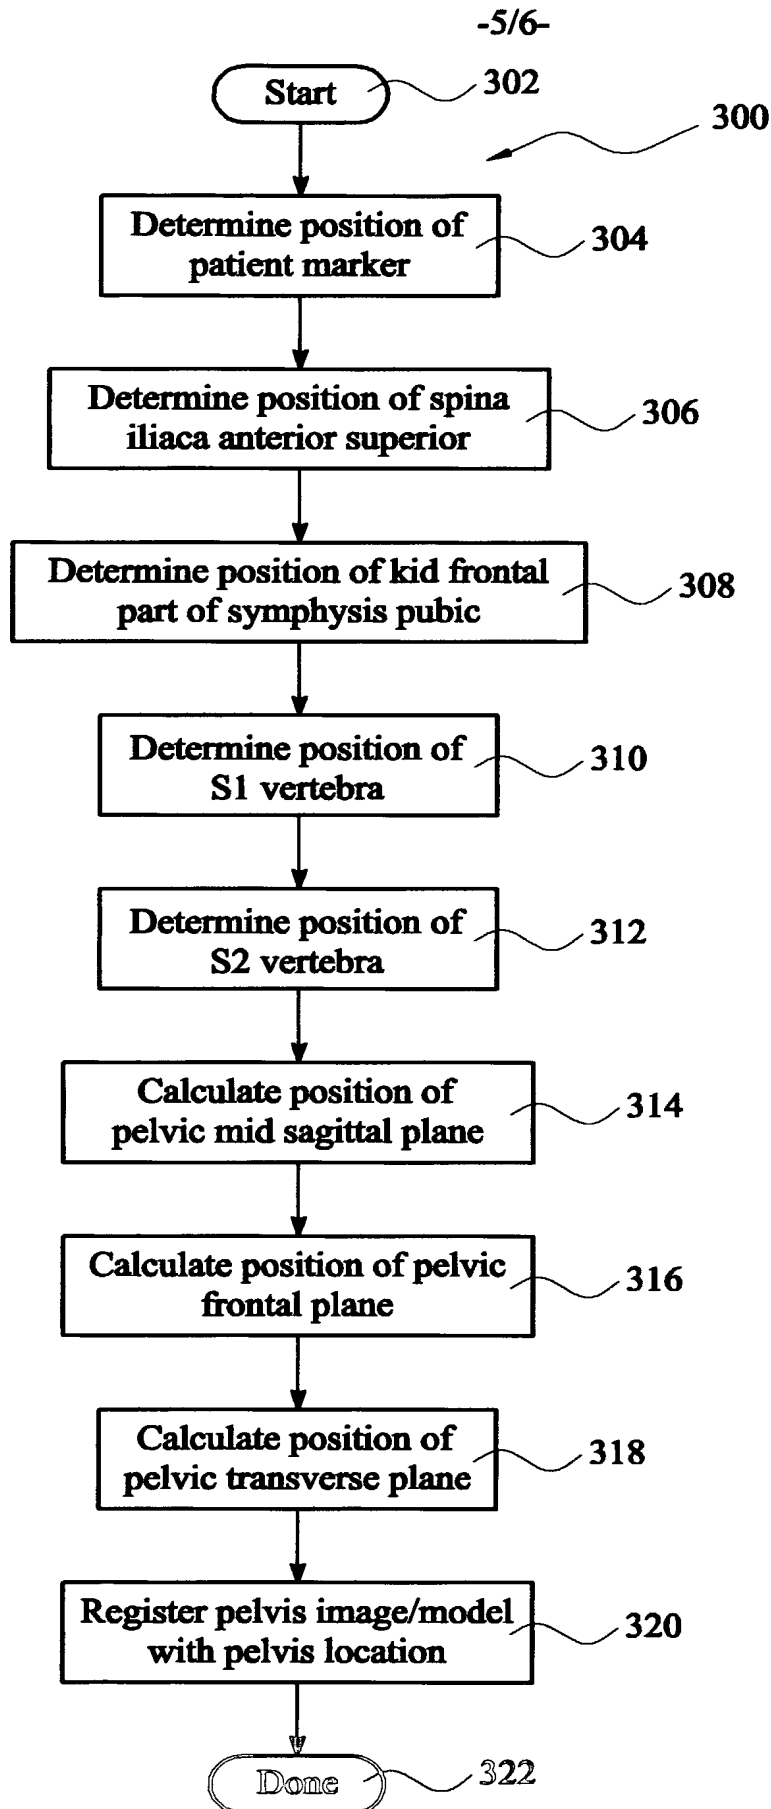 -5/6-
Start
302
300
Determine position of
patient marker
304
Determine position of spina
iliaca anterior superior
306
Determine position of kid frontal
part of symphysis pubic
308
Determine position of
S1 vertebra
310
Determine position of
S2 vertebra
312
Calculate position of
pelvic mid sagittal plane
314
Calculate position of pelvic
frontal plane
316
Calculate position of
pelvic transverse plane
318
Register pelvis image/model
with pelvis location
320
Done
322